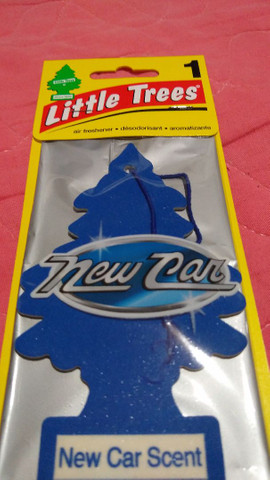 1
Little Trees
air freshener • désodorisant • aromatizante
New Car
New Car Scent